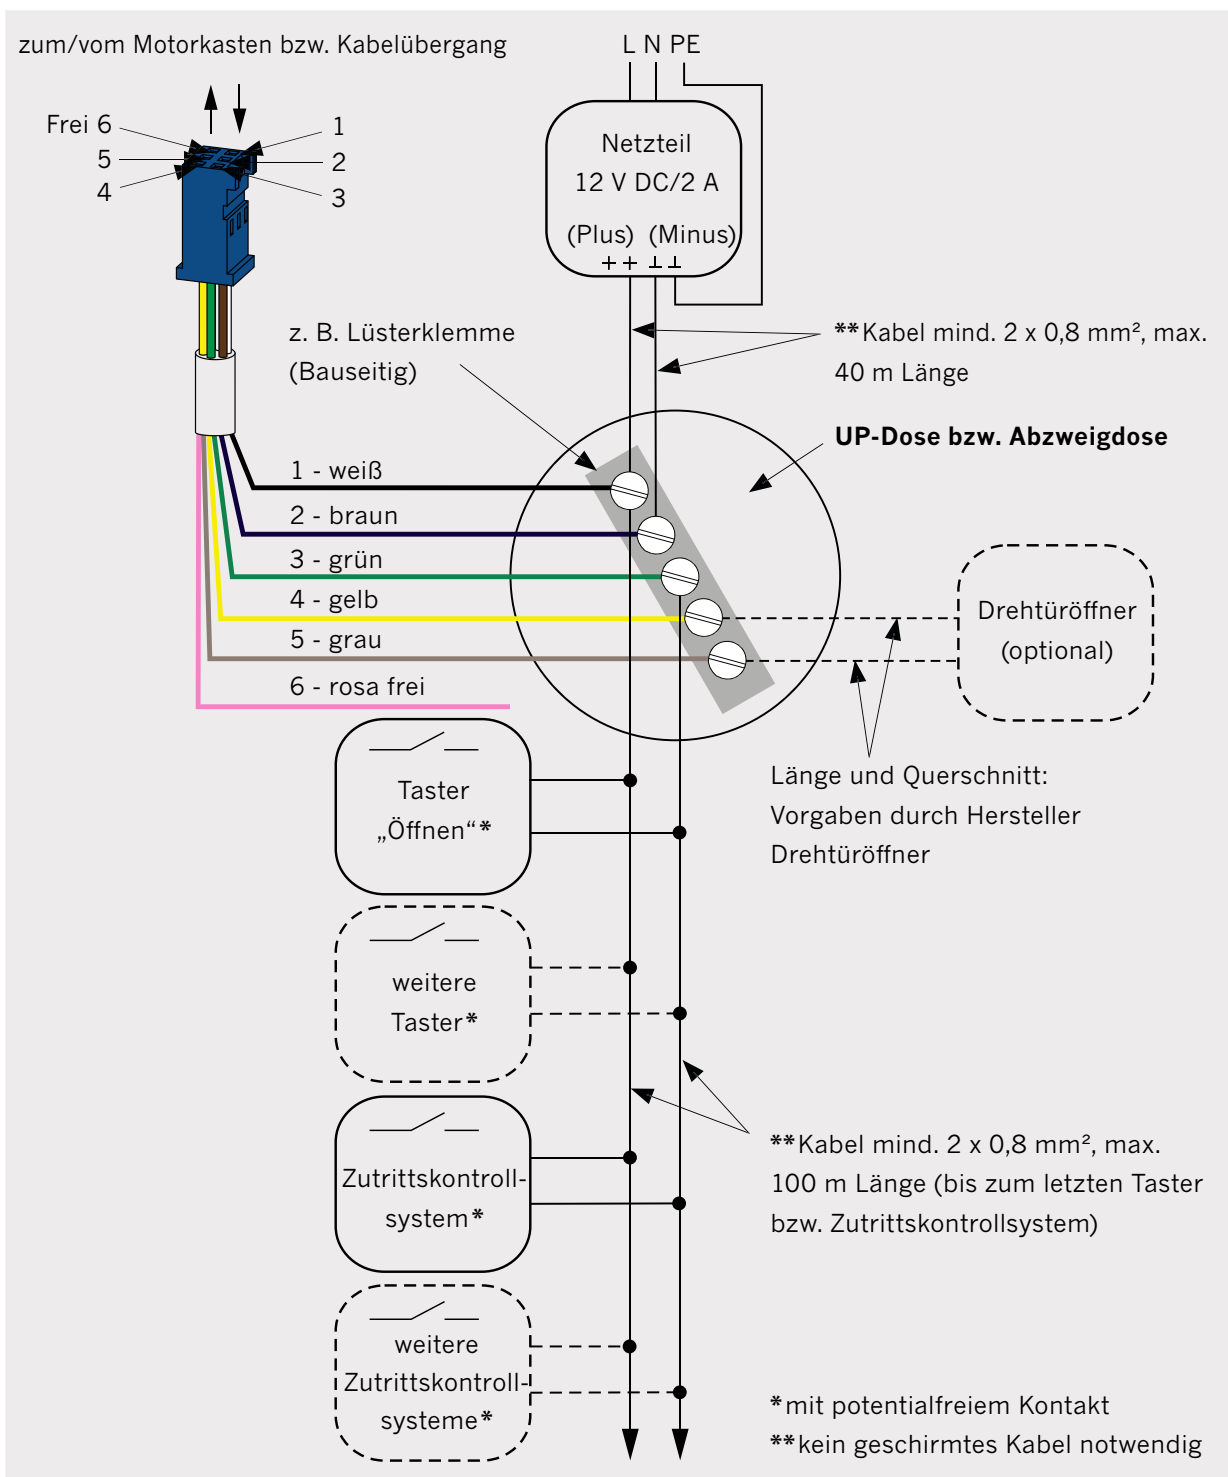 zum/vom Motorkasten bzw. Kabelübergang
L N PE
Frei 6
5
4
1
2
3
Netzteil
12 V DC/2 A
(Plus) (Minus)
++ ⊥⊥
z. B. Lüsterklemme
(Bauseitig)
**Kabel mind. 2 x 0,8 mm², max.
40 m Länge
UP-Dose bzw. Abzweigdose
1 - weiß
2 - braun
3 - grün
4 - gelb
5 - grau
6 - rosa frei
Drehtüröffner
(optional)
Länge und Querschnitt:
Vorgaben durch Hersteller
Drehtüröffner
Taster
„Öffnen“*
weitere
Taster*
Zutrittskontroll-
system*
**Kabel mind. 2 x 0,8 mm², max.
100 m Länge (bis zum letzten Taster
bzw. Zutrittskontrollsystem)
weitere
Zutrittskontroll-
systeme*
*mit potentialfreiem Kontakt
**kein geschirmtes Kabel notwendig